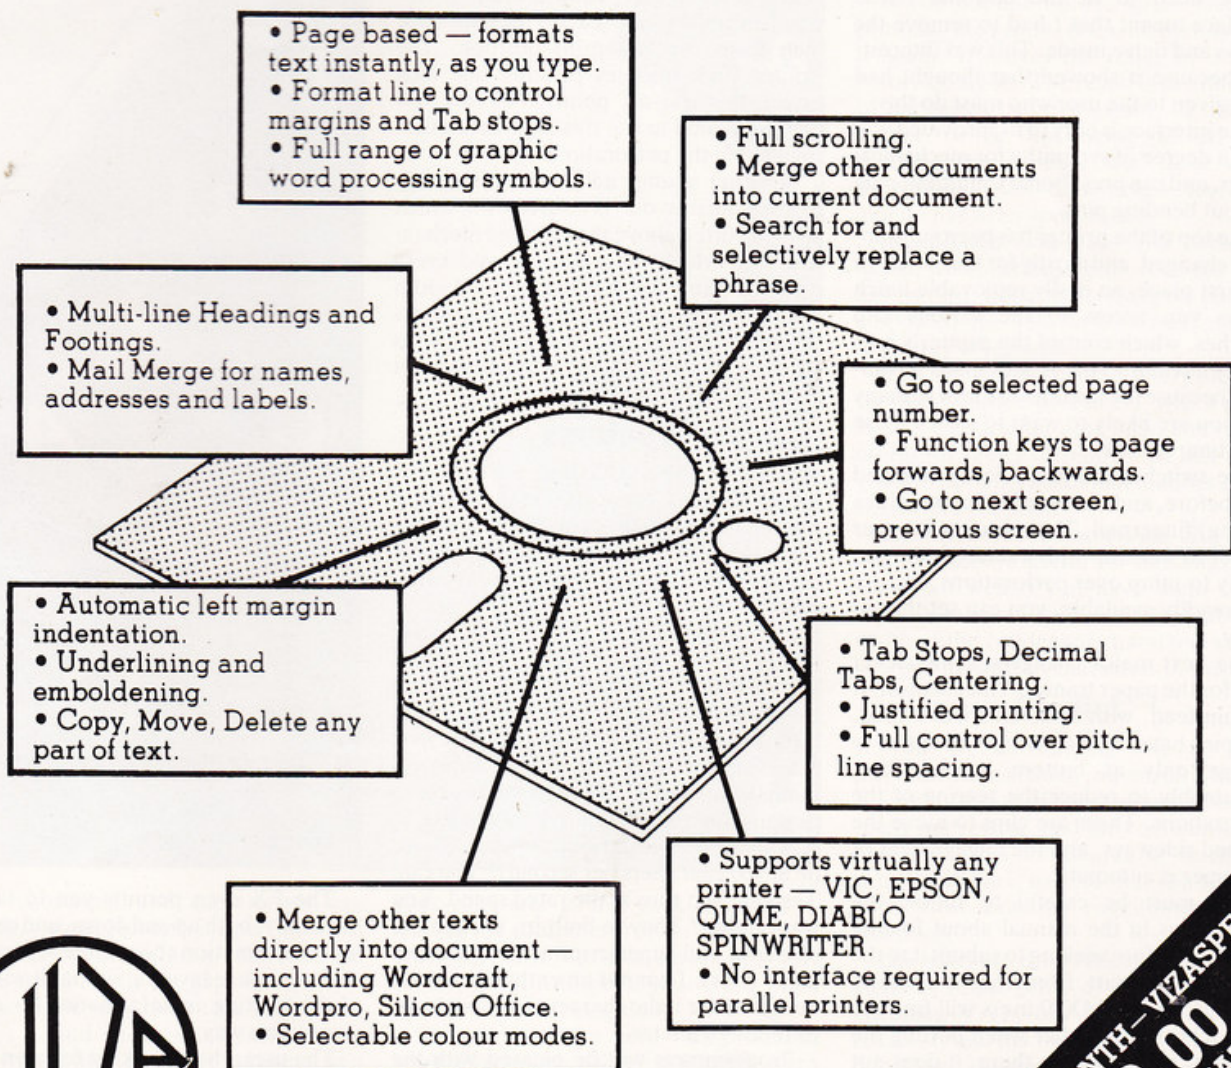 • Page based — formats
text instantly, as you type.
• Format line to control
margins and Tab stops.
• Full range of graphic
word processing symbols.
• Full scrolling.
• Merge other documents
into current document.
• Search for and
selectively replace a
phrase.
• Multi-line Headings and
Footings.
• Mail Merge for names,
addresses and labels.
• Go to selected page
number.
• Function keys to page
forwards, backwards.
• Go to next screen,
previous screen.
• Automatic left margin
indentation.
• Underlining and
emboldening.
• Copy, Move, Delete any
part of text.
• Tab Stops, Decimal
Tabs, Centering.
• Justified printing.
• Full control over pitch,
line spacing.
• Supports virtually any
printer — VIC, EPSON,
QUME, DIABLO,
SPINWRITER
• No interface required for
parallel printers.
• Merge other texts
directly into document —
including Wordcraft,
Wordpro, Silicon Office.
• Selectable colour modes.